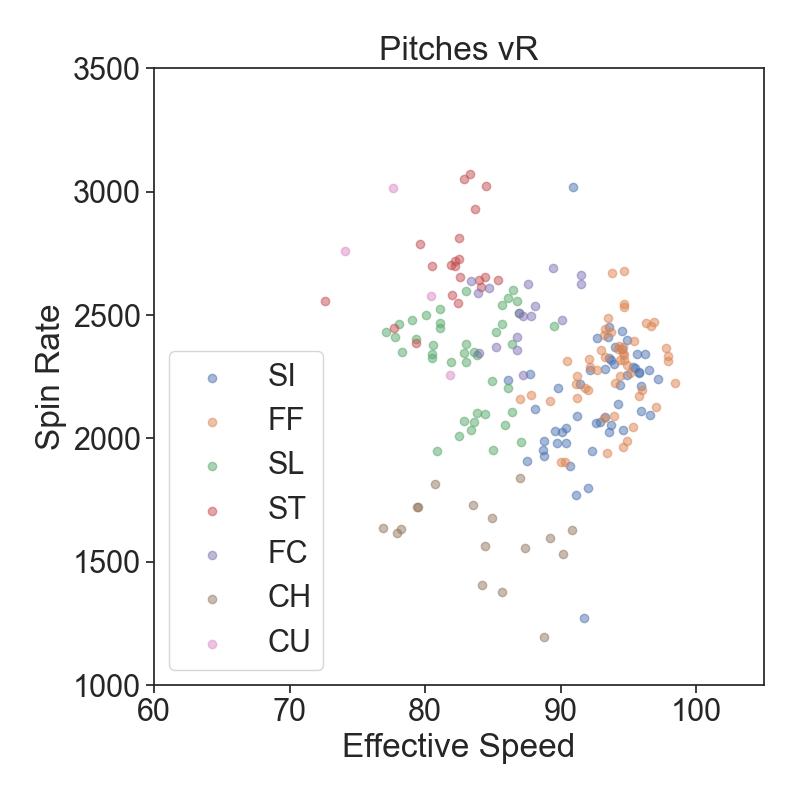 Pitches vR
3500
3000
2500
2000
1500
1000
Spin Rate
SI
FF
SL
ST
FC
CH
CU
60 70 80 90 100
Effective Speed